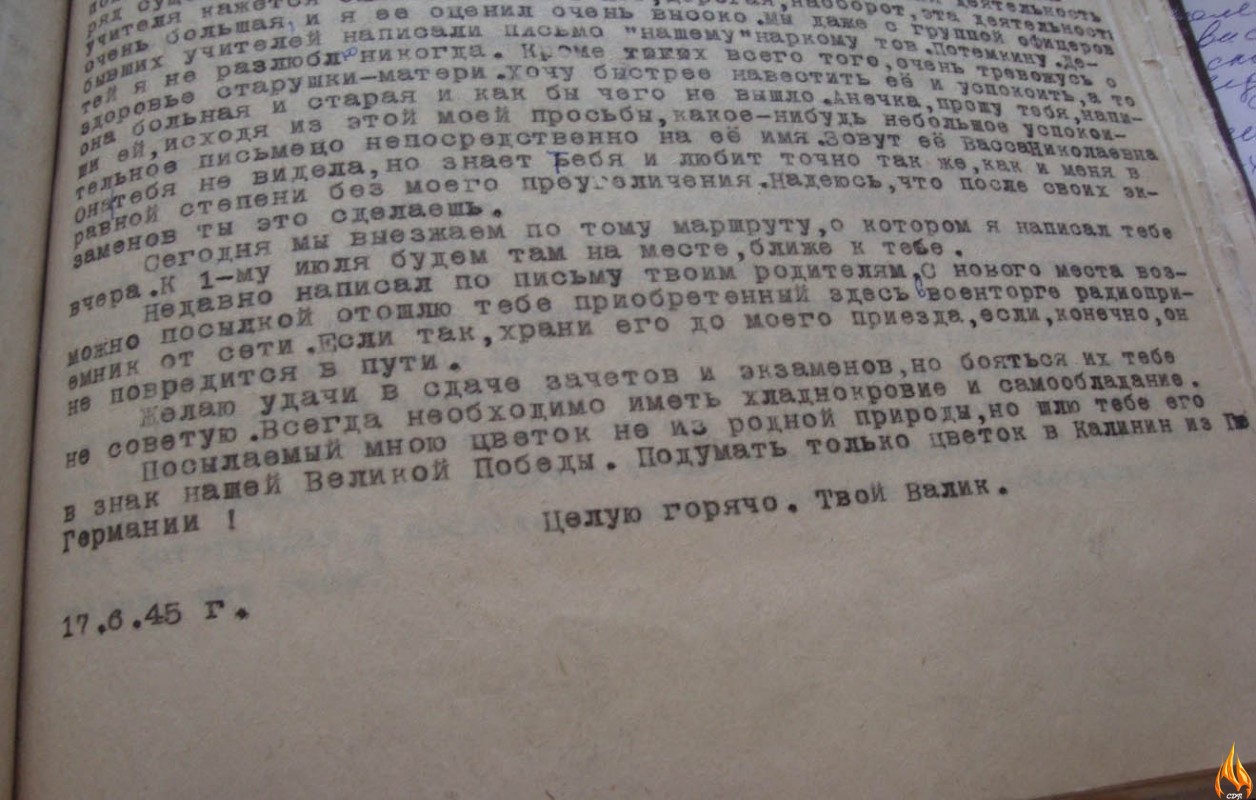 учителя кажется дорогая, наоборот, эта деятельность
очень большая, и я ее оценил очень высоко. мы даже с группой офицеров
бывших учителей написали письмо "нашему" наркому тов. Потемкину. Де-
тей я не разлюблю никогда. Кроме всего того, очень тревожусь о
здоровье старушки-матери. хочу быстрее навестить её и успокоить, а то
она больная и старая и как бы чего не вышло. Анечка, прошу тебя, напи-
ши ей, исходя из этой моей просьбы, какое-нибудь небольшое успокои-
тельное письмецо непосредственно на её имя. Зовут её Васса Николаевна
Она тебя не видела, но знает тебя и любит точно так же, как и меня в
равной степени без моего преувеличения. Надеюсь, что после своих эк-
заменов ты это сделаешь.
Сегодня мы выезжаем по тому маршруту, о котором я написал тебе
вчера. К 1-му июля будем там на месте, ближе к тебе.
Недавно написал по письму твоим родителям. С нового места воз-
можно посылкой отошлю тебе приобретенный здесь в военторге радиопри-
емник от сети. Если так, храни его до моего приезда, если, конечно, он
не повредится в пути.
Желаю удачи в сдаче зачетов и экзаменов, но бояться их тебе
не советую. Всегда необходимо иметь хладнокровие и самообладание.
Посылаемый мною цветок не из родной природы, но шлю тебе его
в знак нашей Великой Победы. Подумать только цветок в Калинин из
Германии !
Целую горячо. Твой Валик.
17.6.45 г.